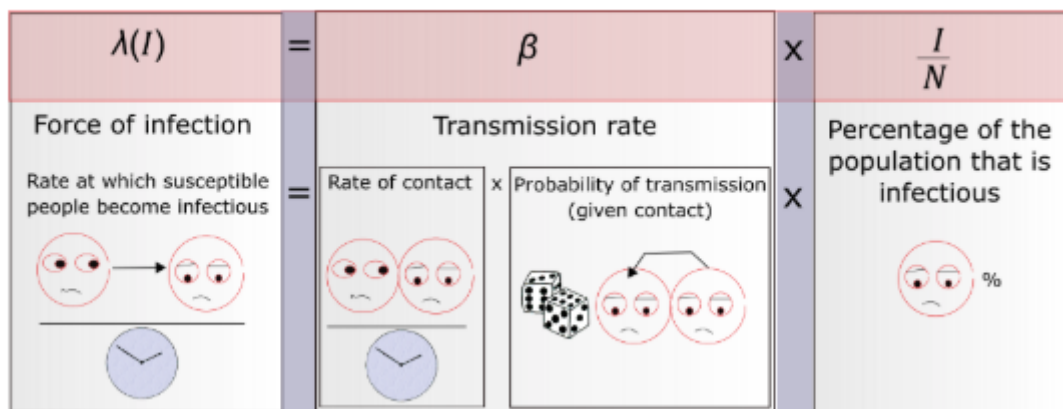 λ(I) = β x I/N
Force of infection
Transmission rate
Percentage of the
population that is
infectious
Rate at which susceptible
people become infectious
=
Rate of contact
x
Probability of transmission
(given contact)
x
%